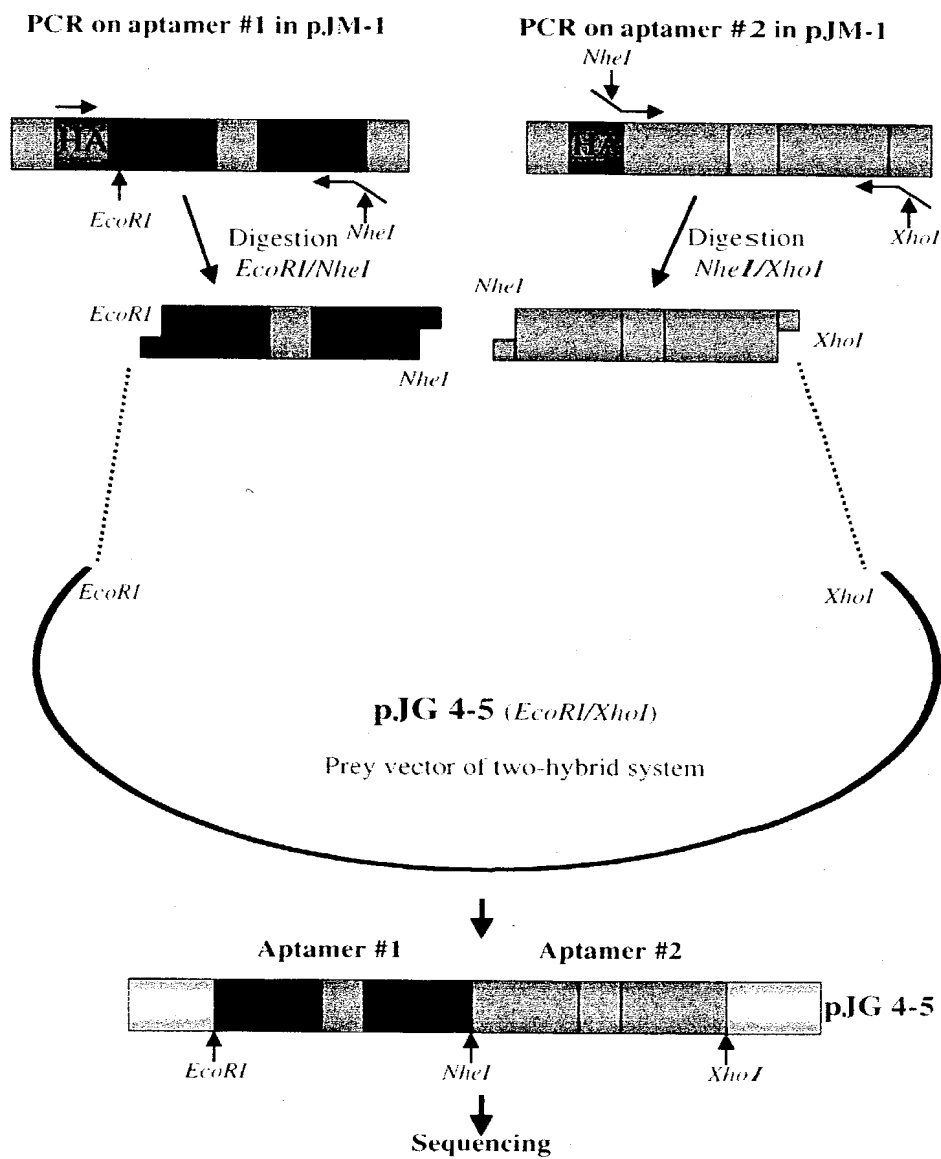 PCR on aptamer #1 in pJM-1
PCR on aptamer #2 in pJM-1
NheI
HA
HA
EcoRI
NheI
XhoI
Digestion
EcoRI/NheI
Digestion
NheI/XhoI
EcoRI
NheI
NheI
XhoI
EcoRI
XhoI
pJG 4-5 (EcoRI/XhoI)
Prey vector of two-hybrid system
Aptamer #1
Aptamer #2
pJG 4-5
EcoRI
NheI
XhoI
Sequencing